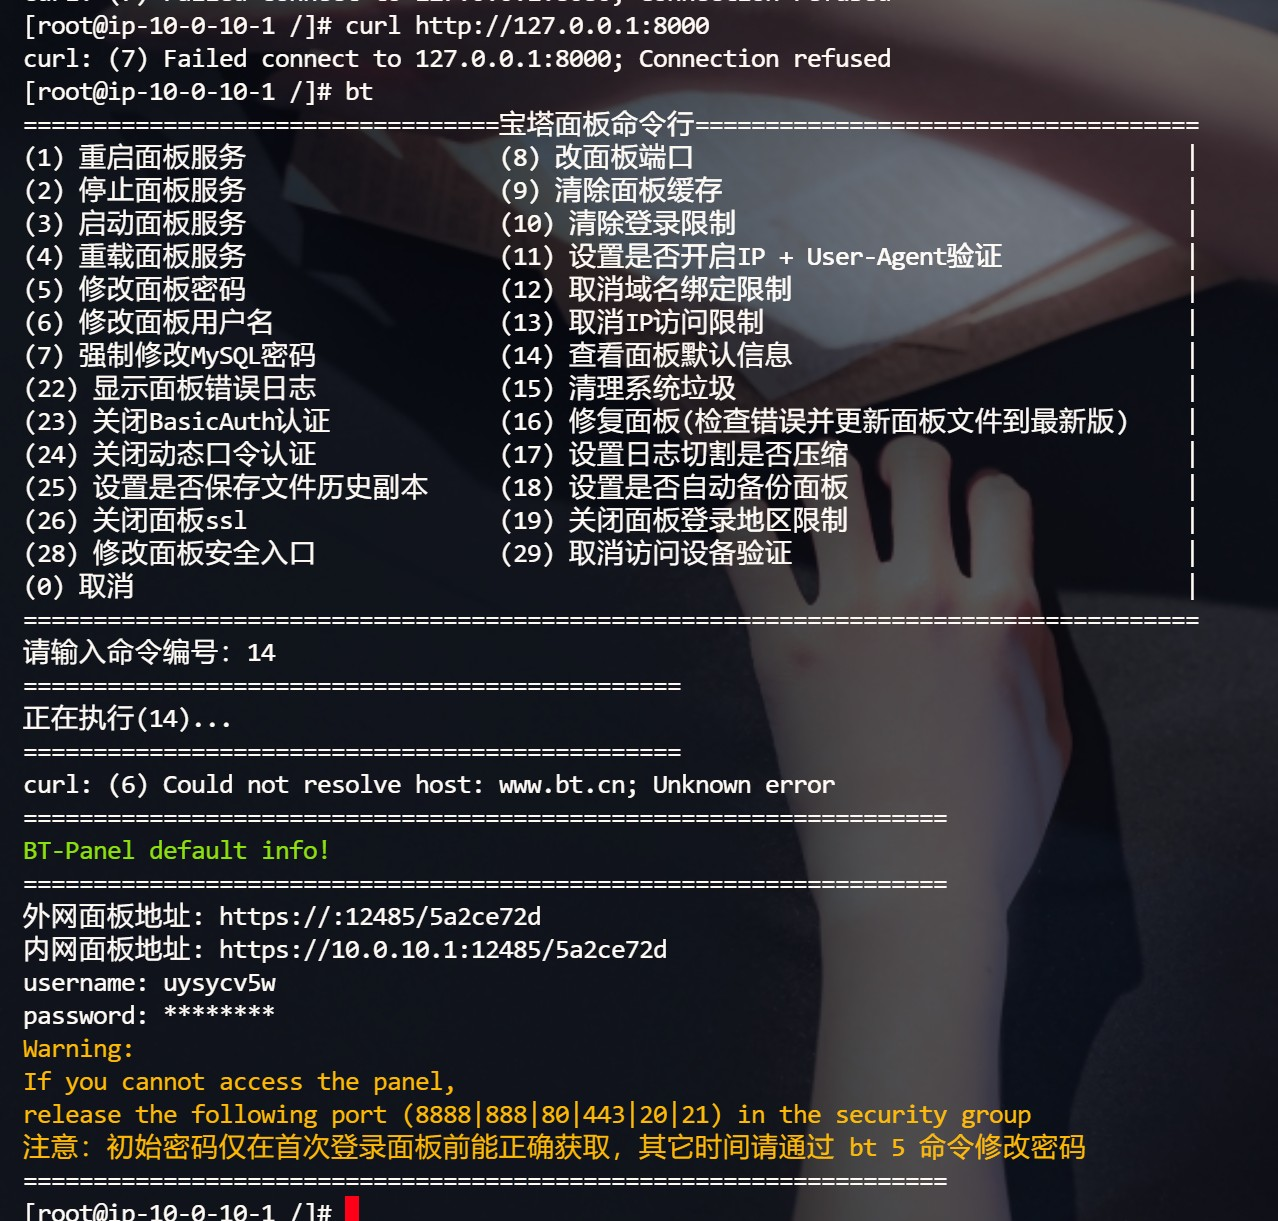 curl: (7) Failed connect to 127.0.0.1:8000; Connection refused
[root@ip-10-0-10-1 /]# curl http://127.0.0.1:8000
curl: (7) Failed connect to 127.0.0.1:8000; Connection refused
[root@ip-10-0-10-1 /]# bt
==================================宝塔面板命令行====================================
(1) 重启面板服务 (8) 改面板端口 |
(2) 停止面板服务 (9) 清除面板缓存 |
(3) 启动面板服务 (10) 清除登录限制 |
(4) 重载面板服务 (11) 设置是否开启IP + User-Agent验证 |
(5) 修改面板密码 (12) 取消域名绑定限制 |
(6) 修改面板用户名 (13) 取消IP访问限制 |
(7) 强制修改MySQL密码 (14) 查看面板默认信息 |
(22) 显示面板错误日志 (15) 清理系统垃圾 |
(23) 关闭BasicAuth认证 (16) 修复面板(检查错误并更新面板文件到最新版) |
(24) 关闭动态口令认证 (17) 设置日志切割是否压缩 |
(25) 设置是否保存文件历史副本 (18) 设置是否自动备份面板 |
(26) 关闭面板ssl (19) 关闭面板登录地区限制 |
(28) 修改面板安全入口 (29) 取消访问设备验证 |
(0) 取消 |
====================================================================================
请输入命令编号：14
===============================================
正在执行(14)...
===============================================
curl: (6) Could not resolve host: www.bt.cn; Unknown error
==================================================================
BT-Panel default info!
==================================================================
外网面板地址: https://:12485/5a2ce72d
内网面板地址: https://10.0.10.1:12485/5a2ce72d
username: uysycv5w
password: ********
Warning:
If you cannot access the panel,
release the following port (8888|888|80|443|20|21) in the security group
注意：初始密码仅在首次登录面板前能正确获取，其它时间请通过 bt 5 命令修改密码
==================================================================
[root@ip-10-0-10-1 /]#